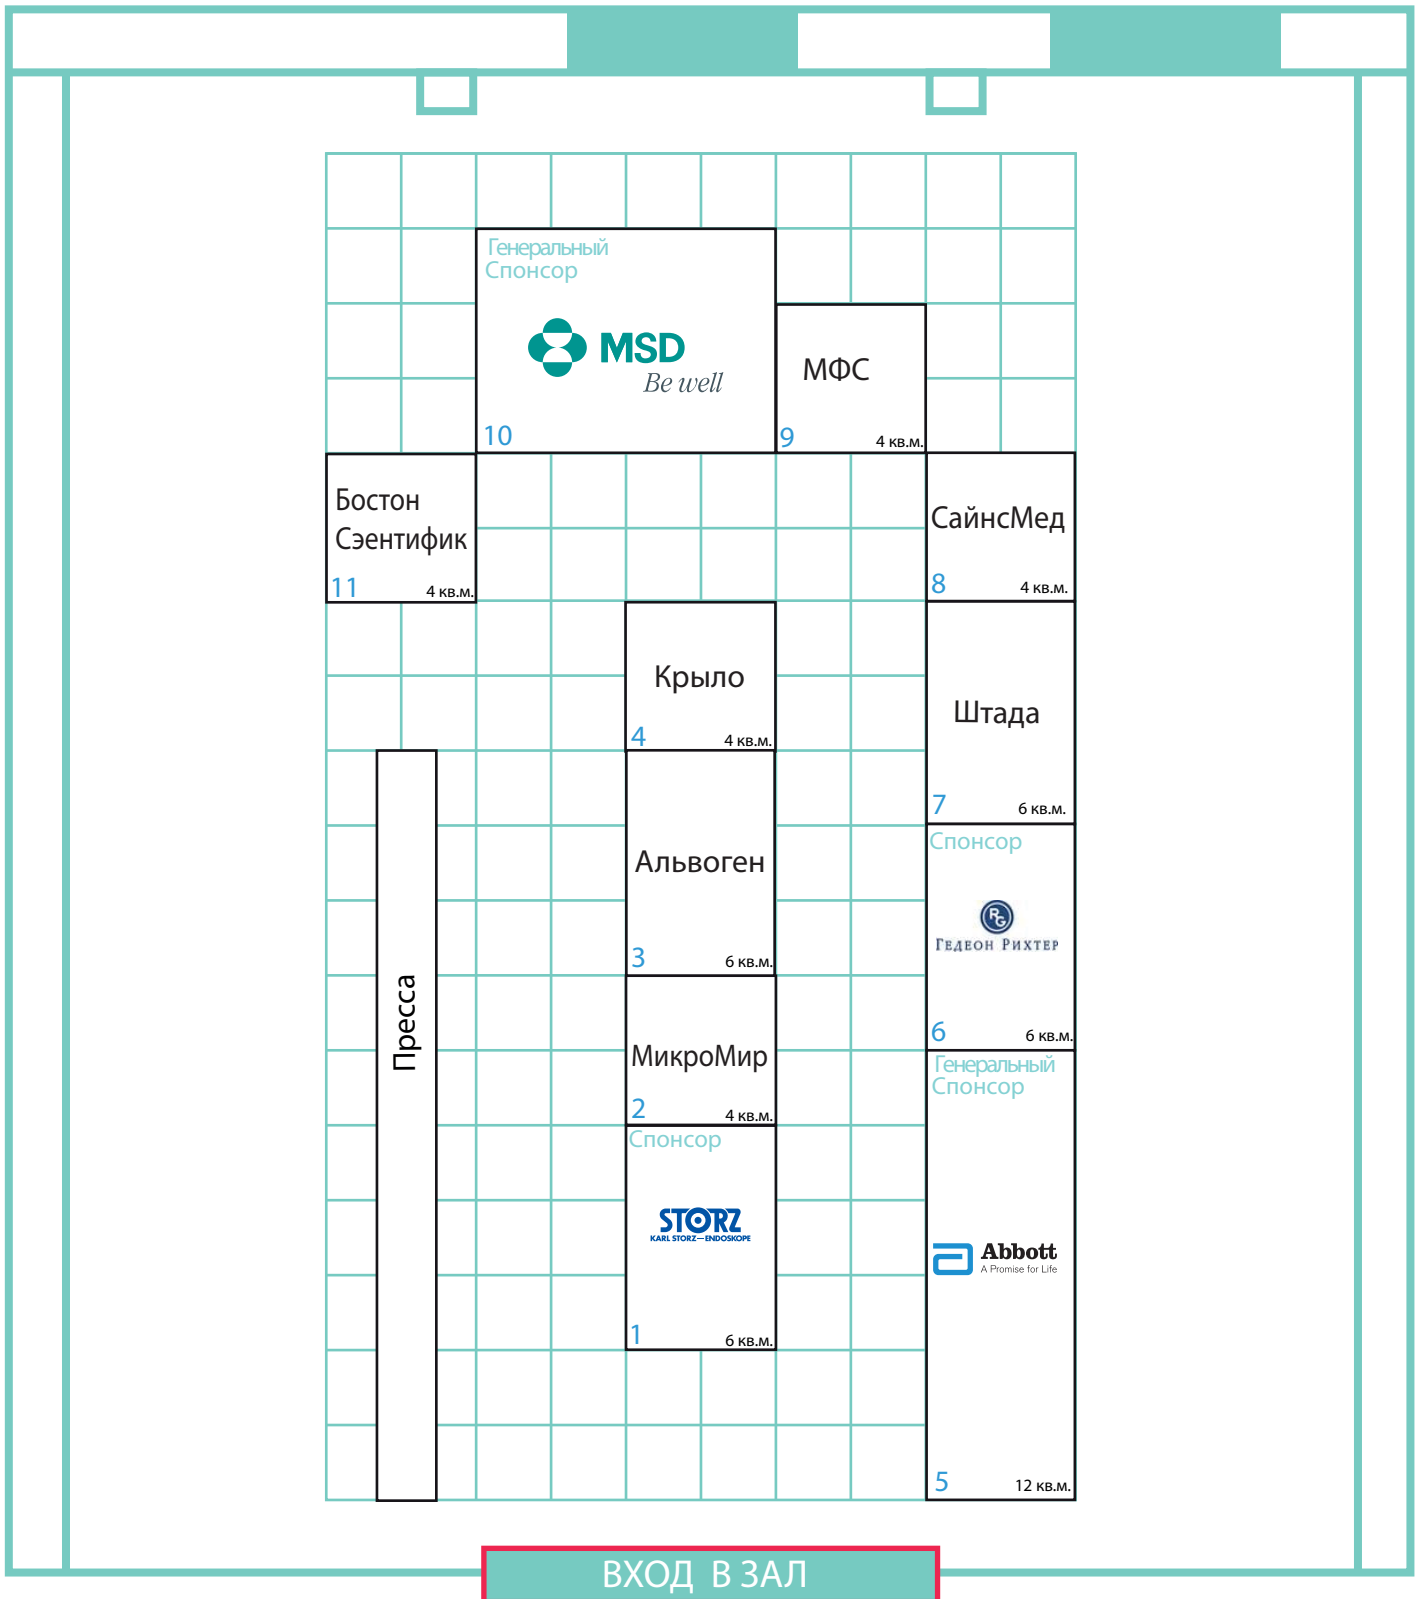 Генеральный
Спонсор
MSD
Be well
10
МФС
9
4 кв.м.
Бостон
Сэентифик
11
4 кв.м.
СайнсМед
8
4 кв.м.
Крыло
4
4 кв.м.
Штада
7
6 кв.м.
Альвоген
3
6 кв.м.
Спонсор
RG
Гедеон Рихтер
6
6 кв.м.
Пресса
МикроМир
2
4 кв.м.
Спонсор
STORZ
KARL STORZ—ENDOSKOPE
1
6 кв.м.
Генеральный
Спонсор
Abbott
A Promise for Life
5
12 кв.м.
ВХОД В ЗАЛ